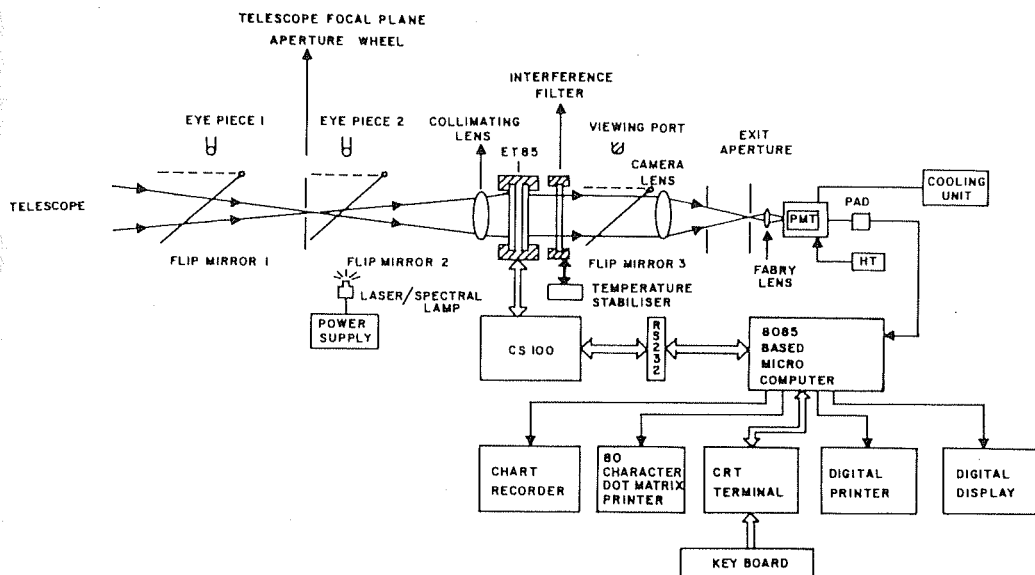 TELESCOPE FOCAL PLANE
APERTURE WHEEL
INTERFERENCE
FILTER
EYE PIECE 1
EYE PIECE 2
COLLIMATING
LENS
ET85
VIEWING PORT
CAMERA
LENS
EXIT
APERTURE
COOLING
UNIT
TELESCOPE
PMT
PAD
HT
FLIP MIRROR 1
FLIP MIRROR 2
FLIP MIRROR 3
FABRY
LENS
LASER/SPECTRAL
LAMP
POWER
SUPPLY
TEMPERATURE
STABILISER
CS100
RS232
8085
BASED
MICRO
COMPUTER
CHART
RECORDER
80
CHARACTER
DOT MATRIX
PRINTER
CRT
TERMINAL
DIGITAL
PRINTER
DIGITAL
DISPLAY
KEY BOARD